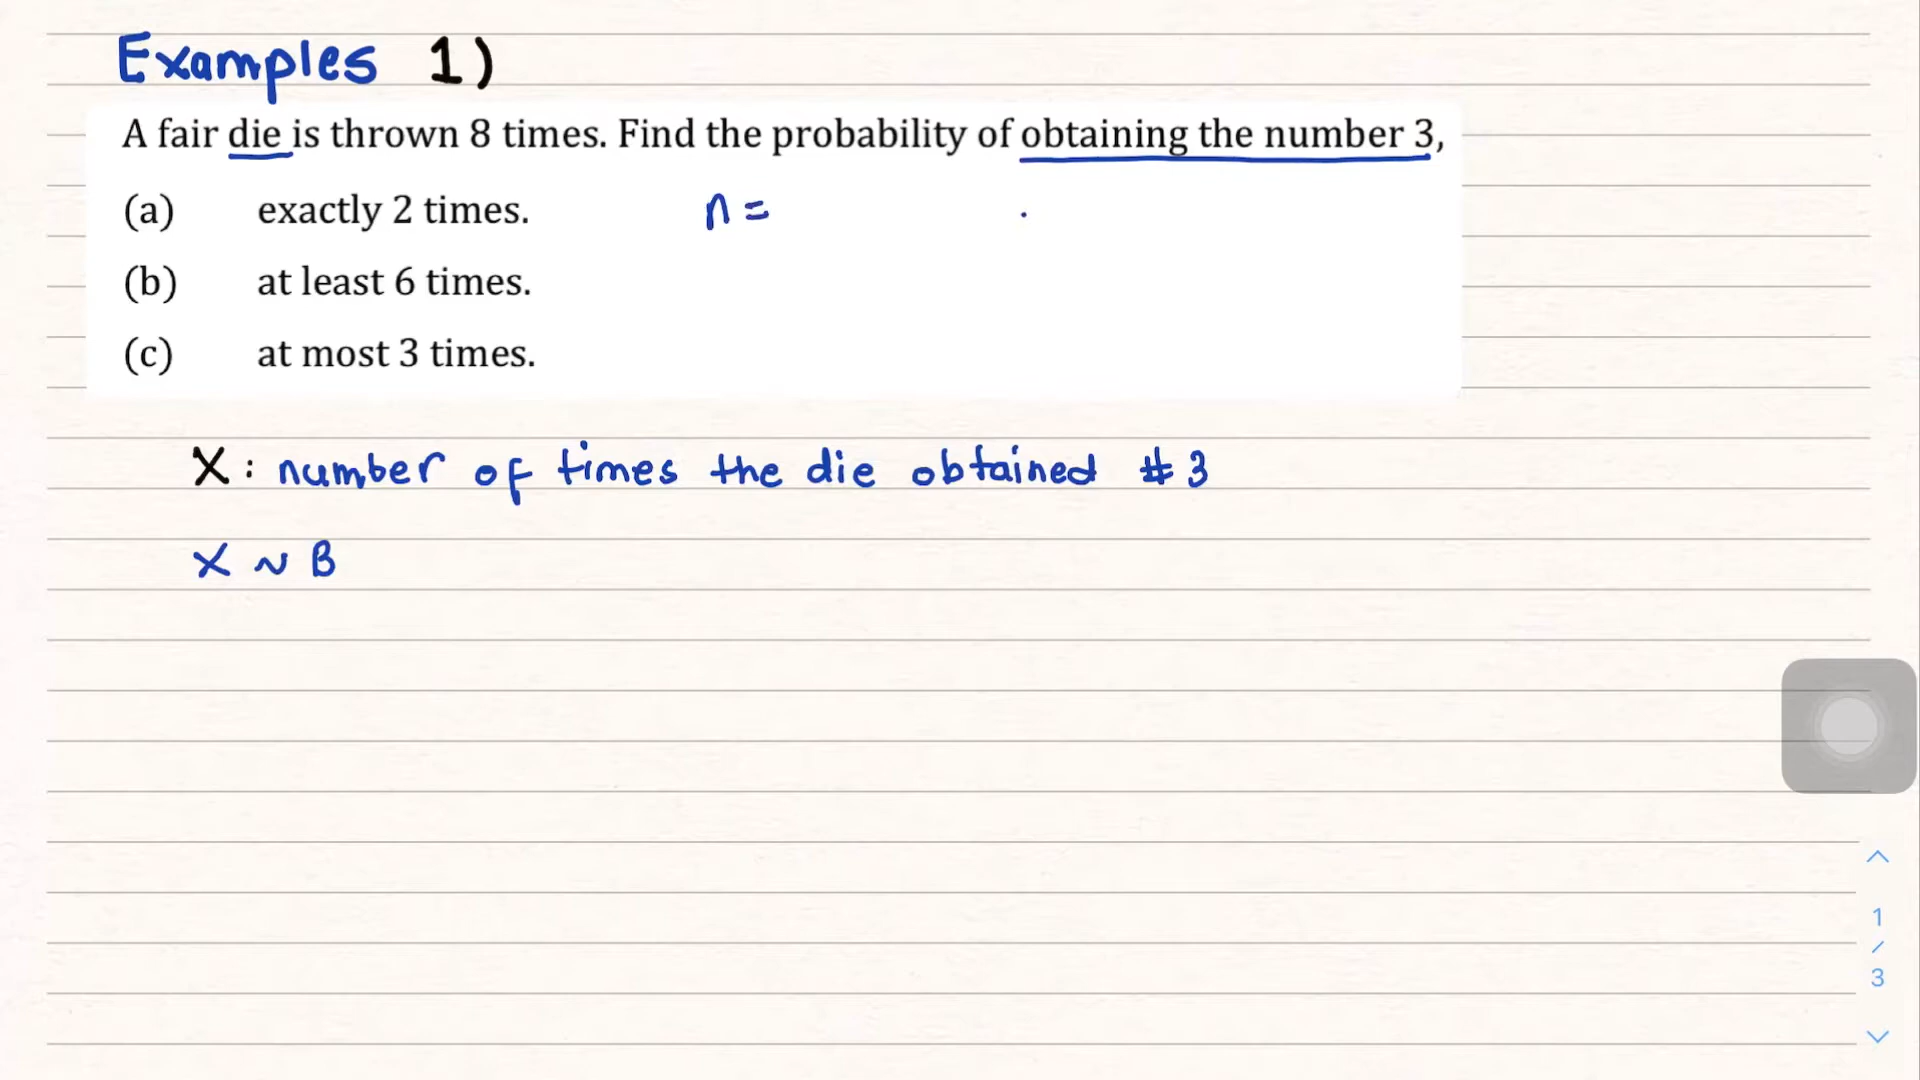 Examples 1)
A fair die is thrown 8 times. Find the probability of obtaining the number 3,
(a) exactly 2 times. n =
(b) at least 6 times.
(c) at most 3 times.
X : number of times the die obtained # 3
X ~ B
1
/
3